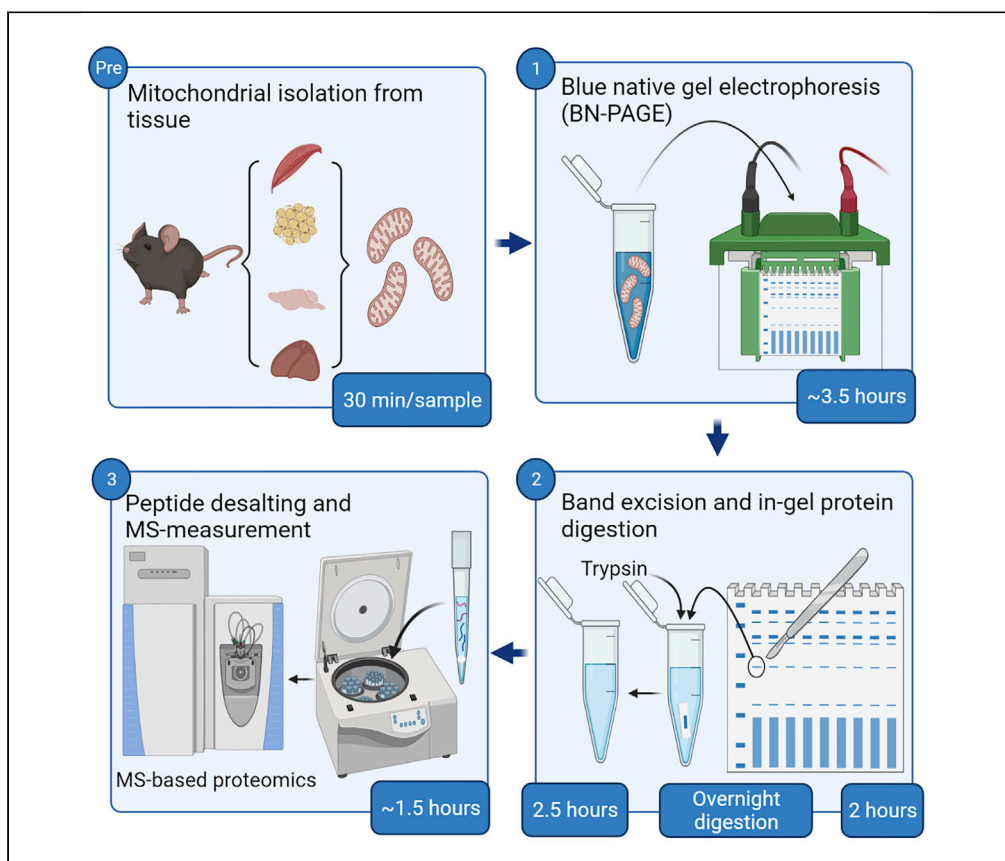 Pre
Mitochondrial isolation from
tissue
30 min/sample
1
Blue native gel electrophoresis
(BN-PAGE)
~3.5 hours
2
Band excision and in-gel protein
digestion
Trypsin
2.5 hours
Overnight
digestion
2 hours
3
Peptide desalting and
MS-measurement
MS-based proteomics
~1.5 hours